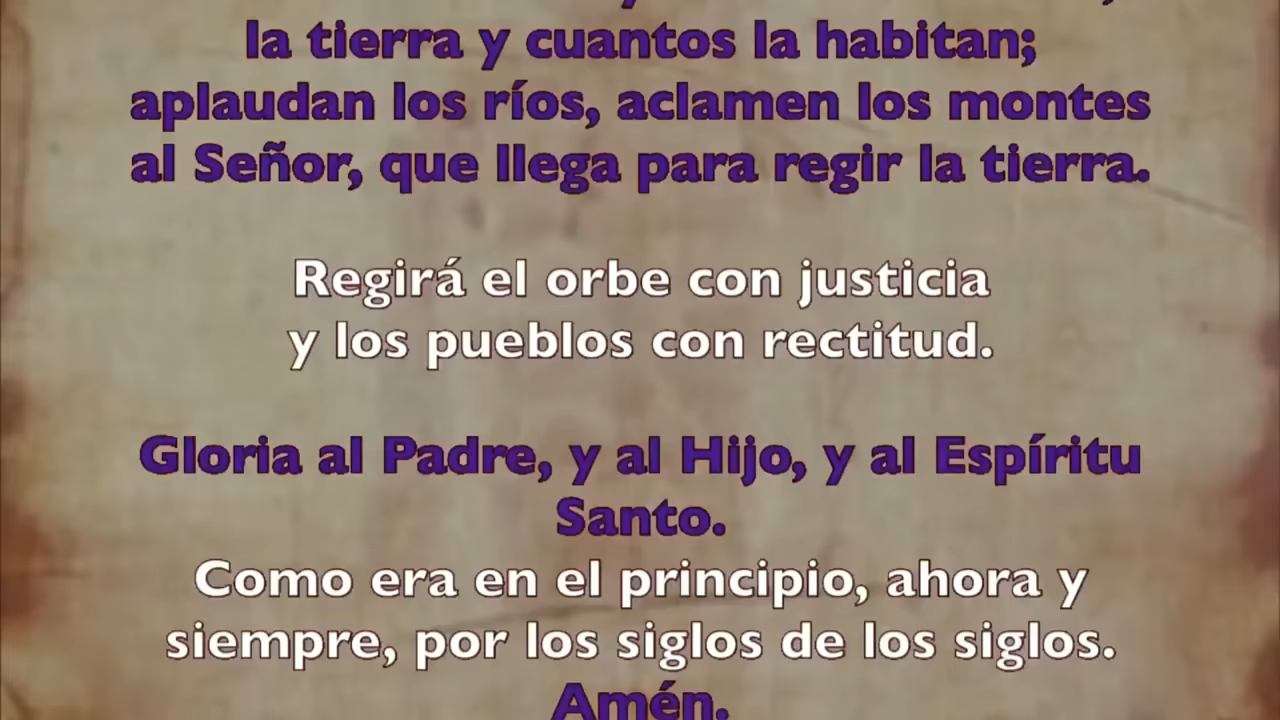 la tierra y cuantos la habitan;
aplaudan los ríos, aclamen los montes
al Señor, que llega para regir la tierra.
Regirá el orbe con justicia
y los pueblos con rectitud.
Gloria al Padre, y al Hijo, y al Espíritu
Santo.
Como era en el principio, ahora y
siempre, por los siglos de los siglos.
Amén.